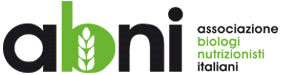 abni
associazione
biologi
nutrizionisti
italiani